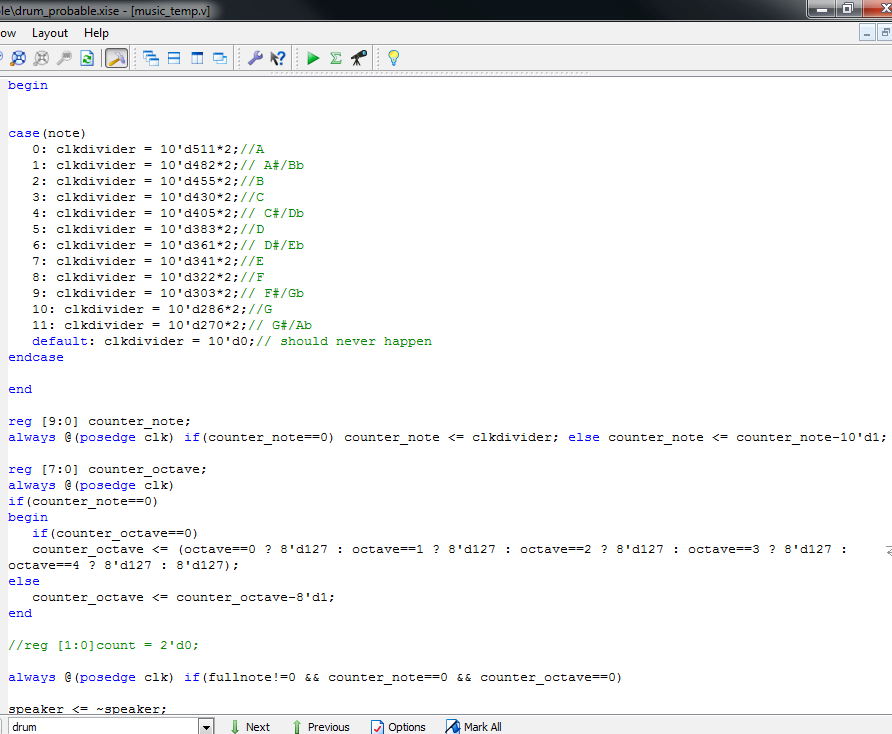 le\drum_probable.xise - [music_temp.v]
ow Layout Help
begin
case(note)
0: clkdivider = 10'd511*2;//A
1: clkdivider = 10'd482*2;// A#/Bb
2: clkdivider = 10'd455*2;//B
3: clkdivider = 10'd430*2;//C
4: clkdivider = 10'd405*2;// C#/Db
5: clkdivider = 10'd383*2;//D
6: clkdivider = 10'd361*2;// D#/Eb
7: clkdivider = 10'd341*2;//E
8: clkdivider = 10'd322*2;//F
9: clkdivider = 10'd303*2;// F#/Gb
10: clkdivider = 10'd286*2;//G
11: clkdivider = 10'd270*2;// G#/Ab
default: clkdivider = 10'd0;// should never happen
endcase
end
reg [9:0] counter_note;
always @(posedge clk) if(counter_note==0) counter_note <= clkdivider; else counter_note <= counter_note-10'd1;
reg [7:0] counter_octave;
always @(posedge clk)
if(counter_note==0)
begin
if(counter_octave==0)
counter_octave <= (octave==0 ? 8'd127 : octave==1 ? 8'd127 : octave==2 ? 8'd127 : octave==3 ? 8'd127 :
octave==4 ? 8'd127 : 8'd127);
else
counter_octave <= counter_octave-8'd1;
end
//reg [1:0]count = 2'd0;
always @(posedge clk) if(fullnote!=0 && counter_note==0 && counter_octave==0)
speaker <= ~speaker;
drum Next Previous Options Mark All